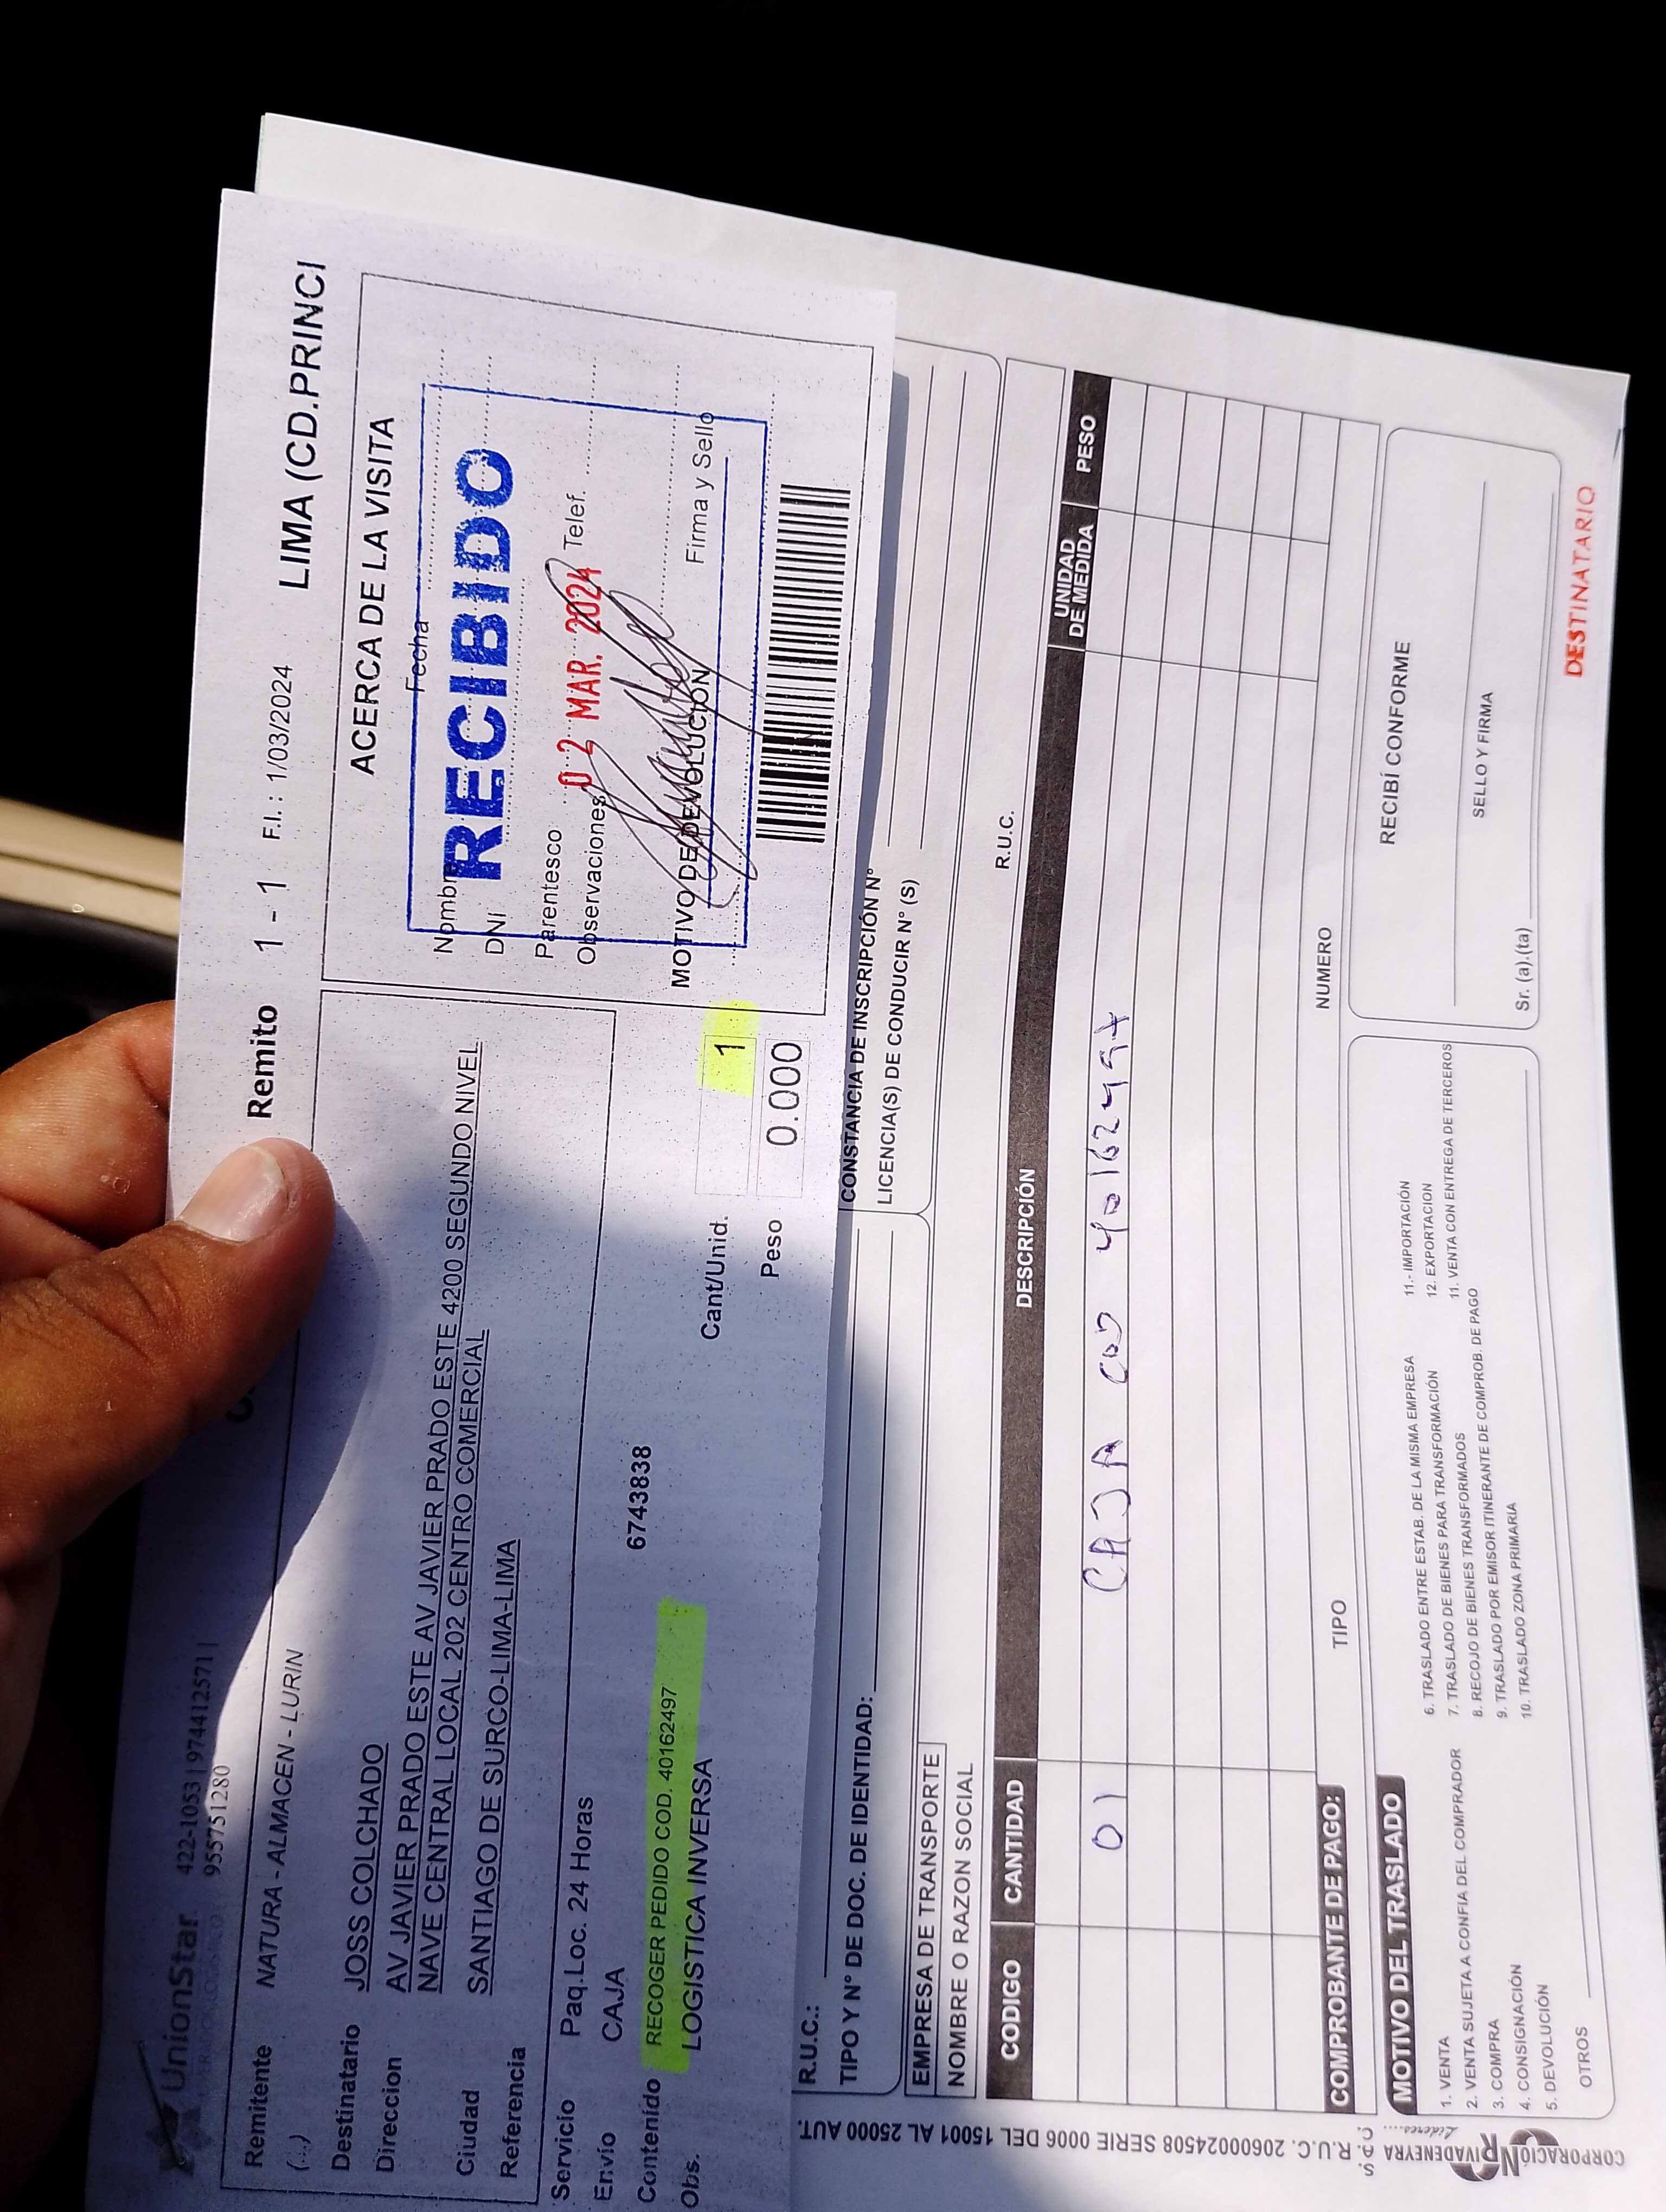 UnionStar 422-1053 | 974412571 |
955751280
Remito 1 - 1 F.I.: 1/03/2024 LIMA (CD.PRINCI
Remitente NATURA - ALMACEN - LURIN
(...)
Destinatario JOSS COLCHADO
Direccion AV JAVIER PRADO ESTE AV JAVIER PRADO ESTE 4200 SEGUNDO NIVEL
NAVE CENTRAL LOCAL 202 CENTRO COMERCIAL
Ciudad SANTIAGO DE SURCO-LIMA-LIMA
Referencia
Servicio Paq.Loc. 24 Horas
Envío CAJA
6743838
Contenido RECOGER PEDIDO COD. 40162497
Obs. LOGISTICA INVERSA
Cant/Unid. 1
Peso 0.000
ACERCA DE LA VISITA
Fecha
Nombre
RECIBIDO
DNI
Parentesco
02 MAR. 2024
Telef.
Observaciones
MOTIVO DE DEVOLUCIÓN
Firma y Sello
R.U.C.:
TIPO Y N° DE DOC. DE IDENTIDAD:
CONSTANCIA DE INSCRIPCIÓN N°
LICENCIA(S) DE CONDUCIR N° (S)
EMPRESA DE TRANSPORTE
NOMBRE O RAZON SOCIAL
R.U.C.
CODIGO CANTIDAD DESCRIPCIÓN UNIDAD DE MEDIDA PESO
01 CAJA COD 40162497
COMPROBANTE DE PAGO: TIPO NUMERO
MOTIVO DEL TRASLADO
1. VENTA
2. VENTA SUJETA A CONFIA DEL COMPRADOR
3. COMPRA
4. CONSIGNACIÓN
5. DEVOLUCIÓN
OTROS
6. TRASLADO ENTRE ESTAB. DE LA MISMA EMPRESA
7. TRASLADO DE BIENES PARA TRANSFORMACIÓN
8. RECOJO DE BIENES TRANSFORMADOS
9. TRASLADO POR EMISOR ITINERANTE DE COMPROB. DE PAGO
10. TRASLADO ZONA PRIMARIA
11.- IMPORTACIÓN
12. EXPORTACION
11. VENTA CON ENTREGA DE TERCEROS
RECIBÍ CONFORME
SELLO Y FIRMA
Sr. (a).(ta)
DESTINATARIO
CORPORACIÓN RIVADENEYRA S. A. C.
Líderes......
R.U.C. 20600024508 SERIE 0006 DEL 15001 AL 25000 AUT.